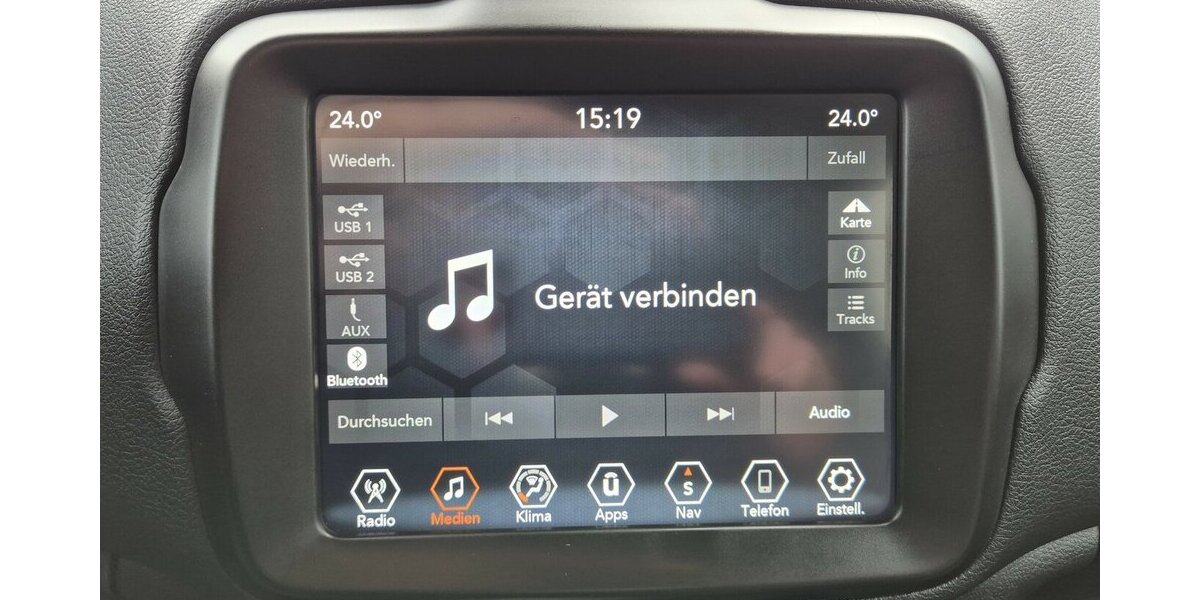 24.0° 15:19 24.0°
Wiederh. Zufall
USB 1
USB 2
AUX
Bluetooth
Gerät verbinden
Karte
Info
Tracks
Durchsuchen Audio
Radio Medien Klima Apps Nav Telefon Einstell.